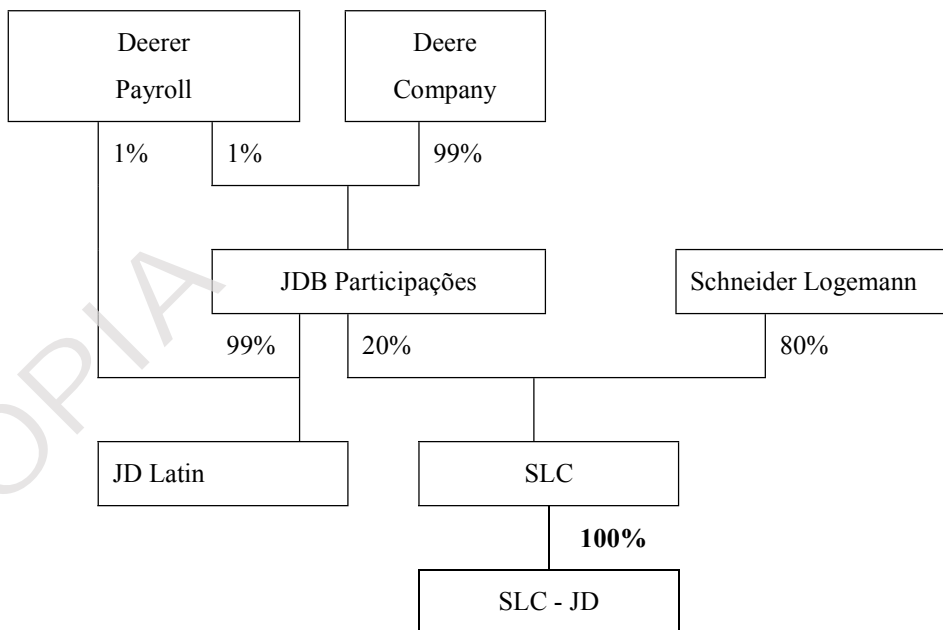 Deerer
Payroll
Deere
Company
1%
1%
99%
JDB Participações
Schneider Logemann
99%
20%
80%
JD Latin
SLC
100%
SLC - JD
OPIA